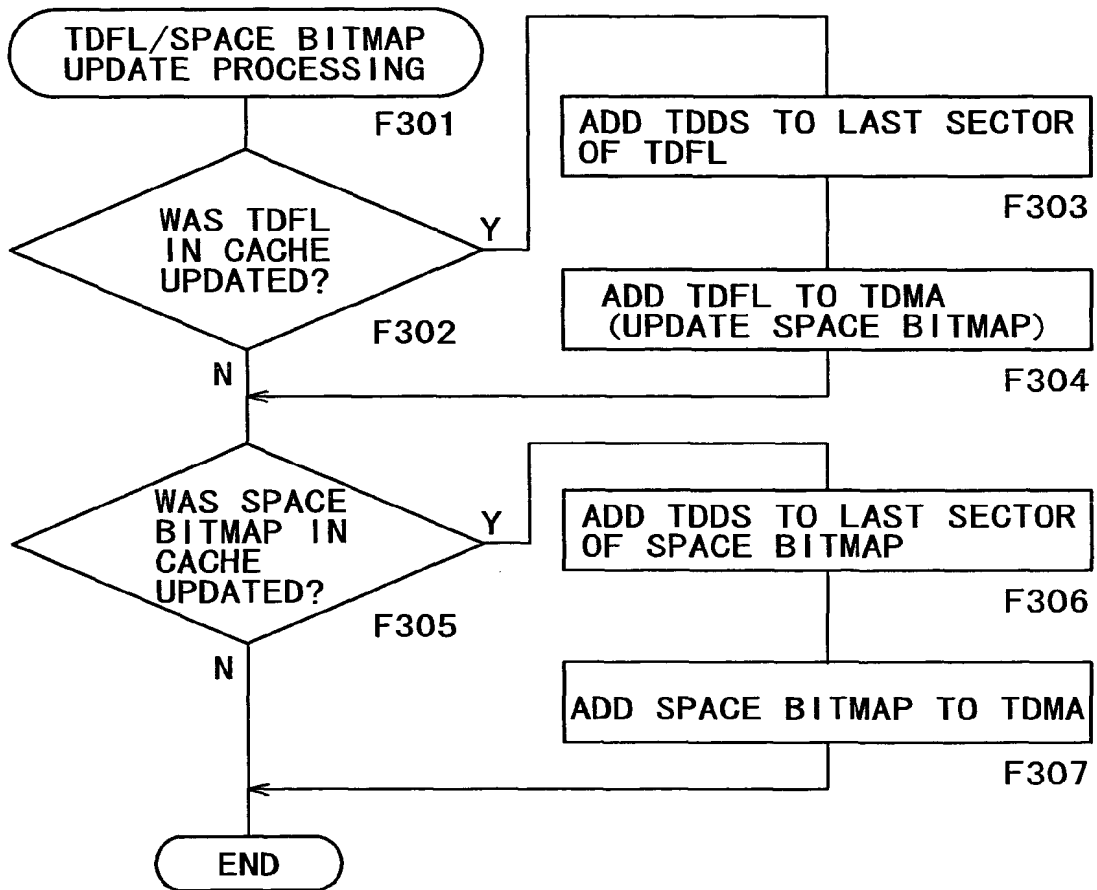 TDFL/SPACE BITMAP
UPDATE PROCESSING
F301
WAS TDFL
IN CACHE
UPDATED?
Y
F302
N
ADD TDDS TO LAST SECTOR
OF TDFL
F303
ADD TDFL TO TDMA
(UPDATE SPACE BITMAP)
F304
WAS SPACE
BITMAP IN
CACHE
UPDATED?
Y
F305
N
ADD TDDS TO LAST SECTOR
OF SPACE BITMAP
F306
ADD SPACE BITMAP TO TDMA
F307
END